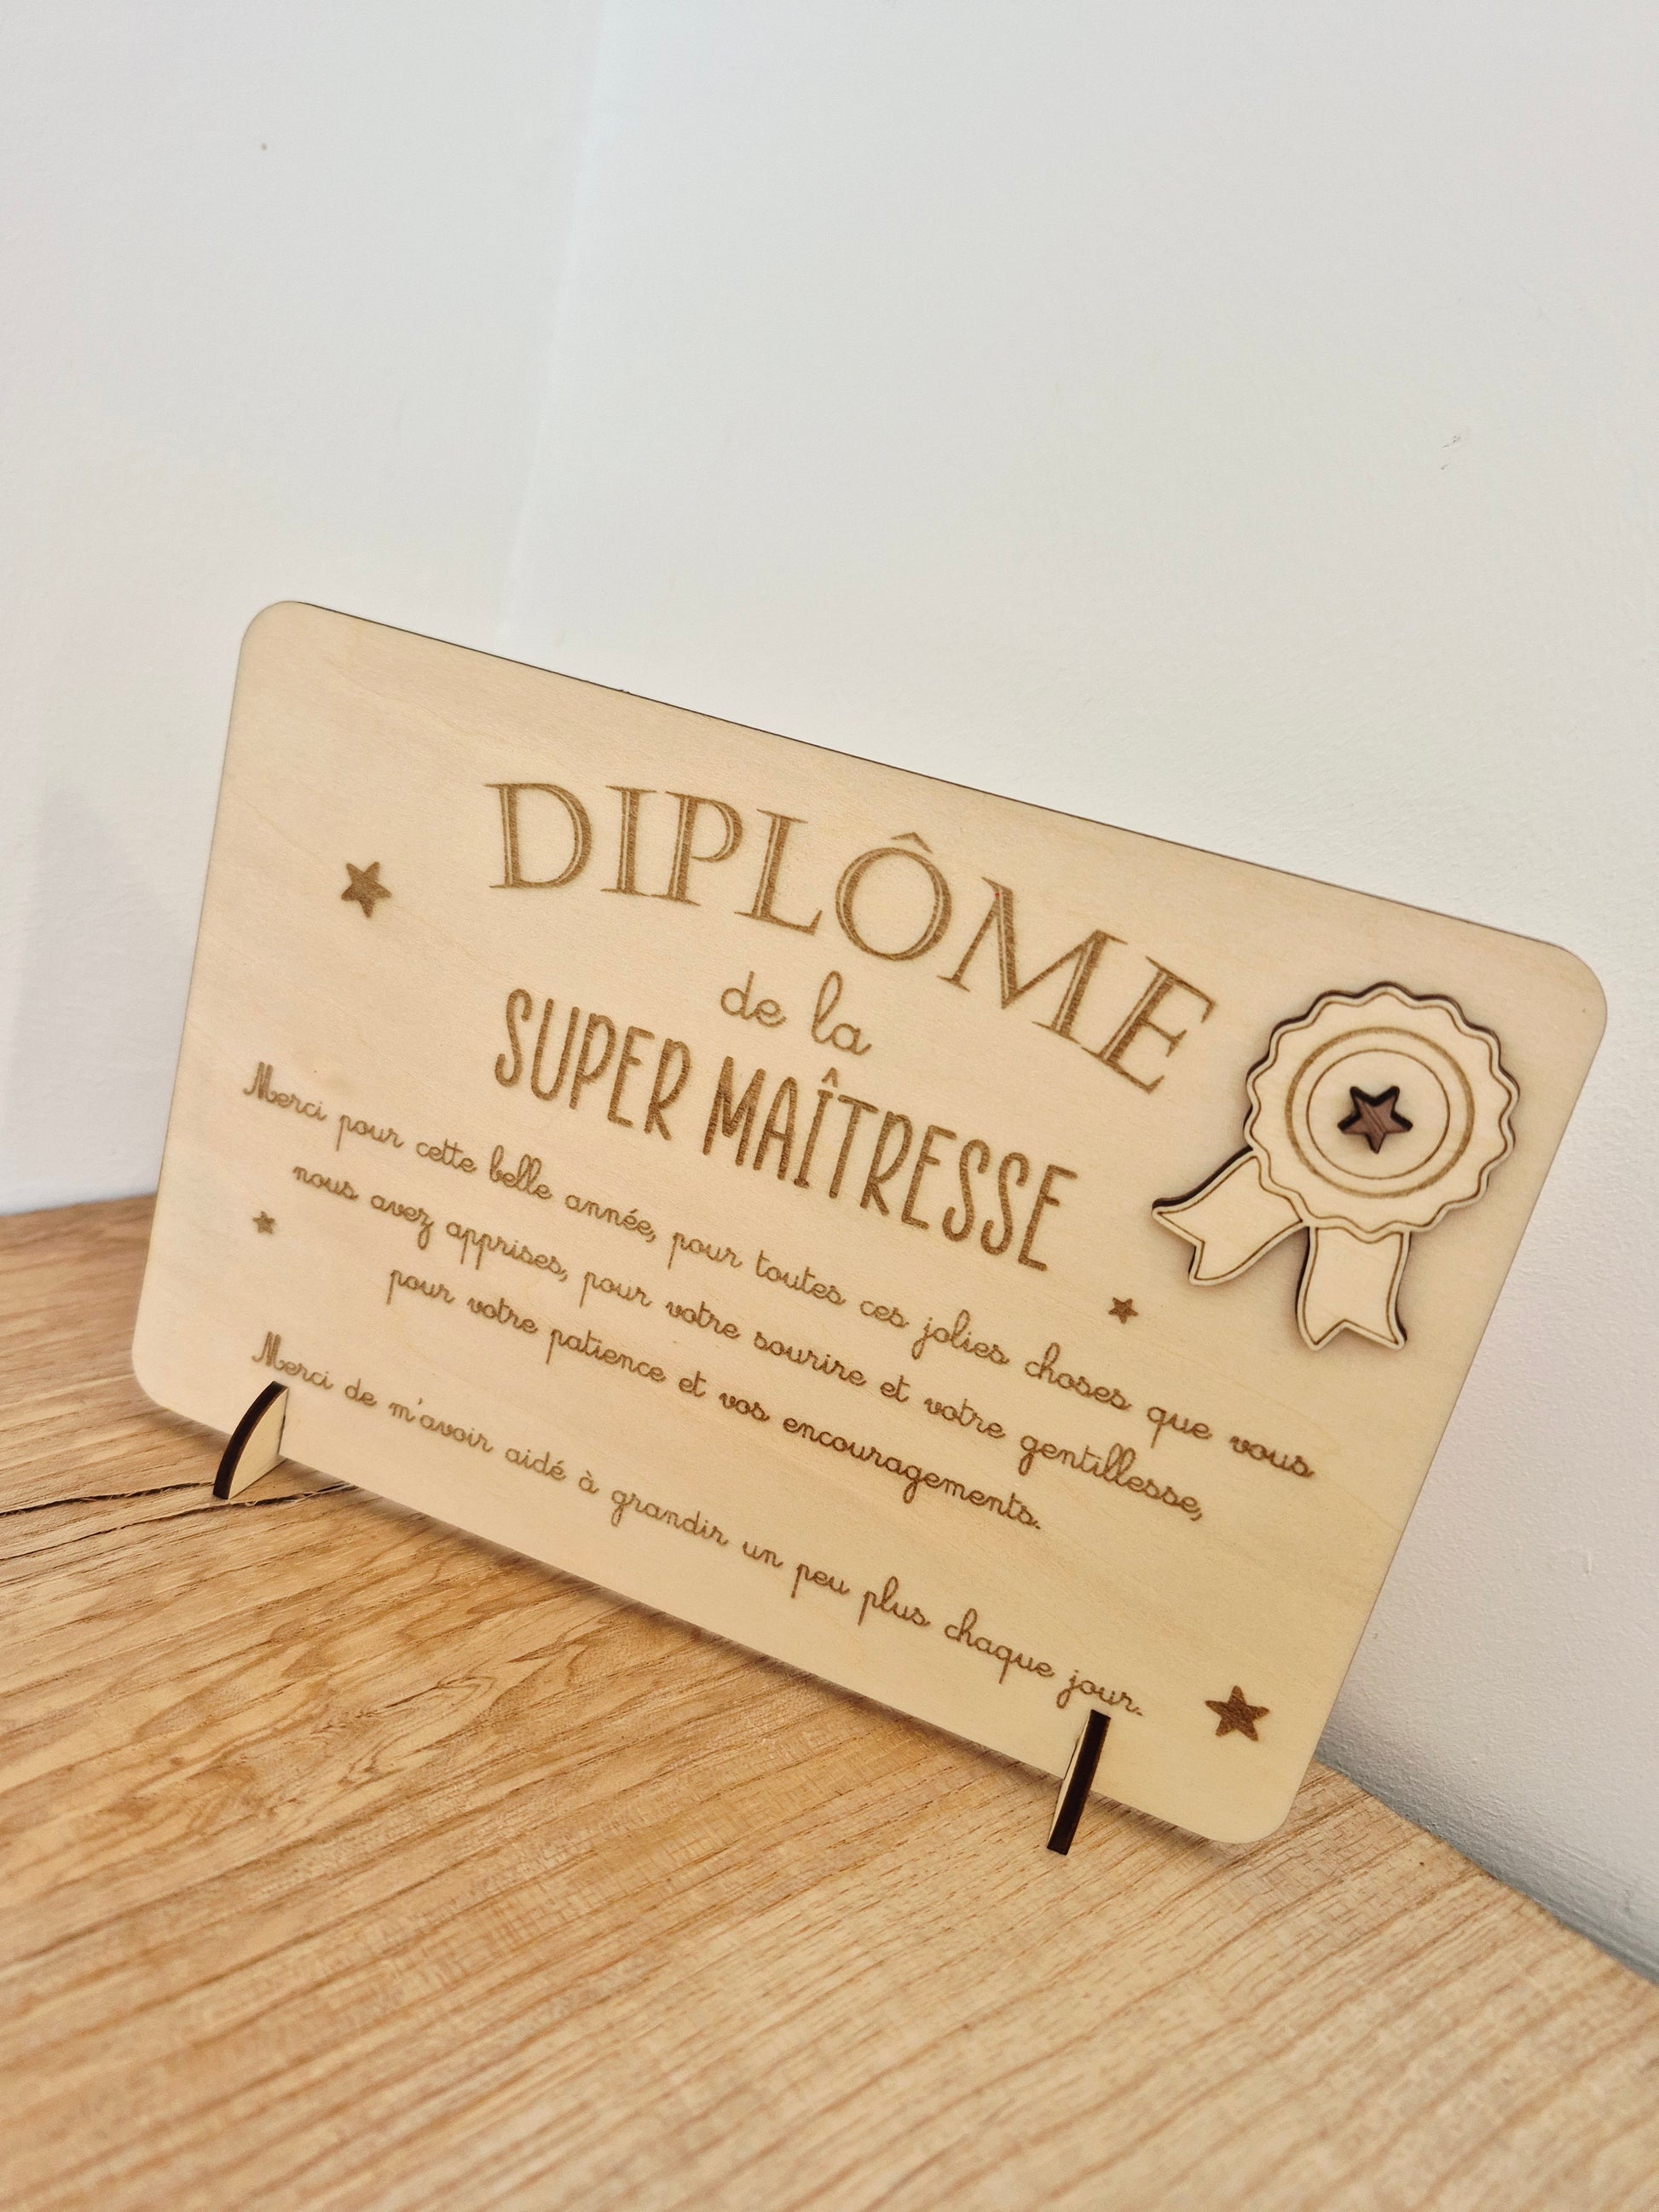 DIPLÔME
de la
SUPER MAÎTRESSE
Merci pour cette belle année, pour toutes ces jolies choses que vous
nous avez apprises, pour votre sourire et votre gentillesse,
pour votre patience et vos encouragements.
Merci de m'avoir aidé à grandir un peu plus chaque jour.